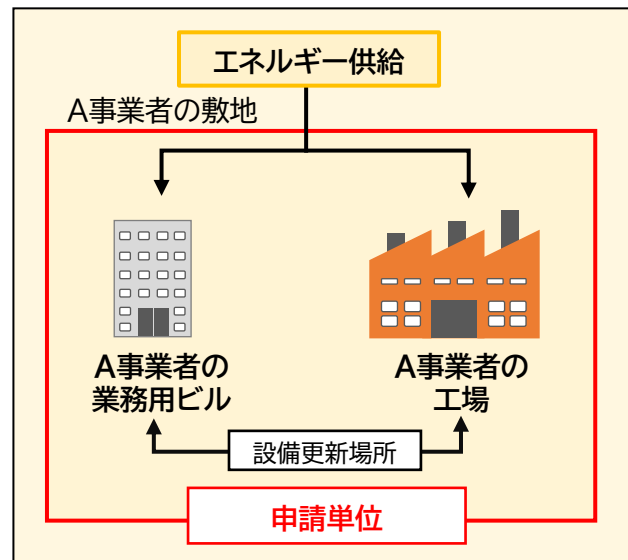 エネルギー供給
A事業者の敷地
A事業者の
業務用ビル
A事業者の
工場
設備更新場所
申請単位